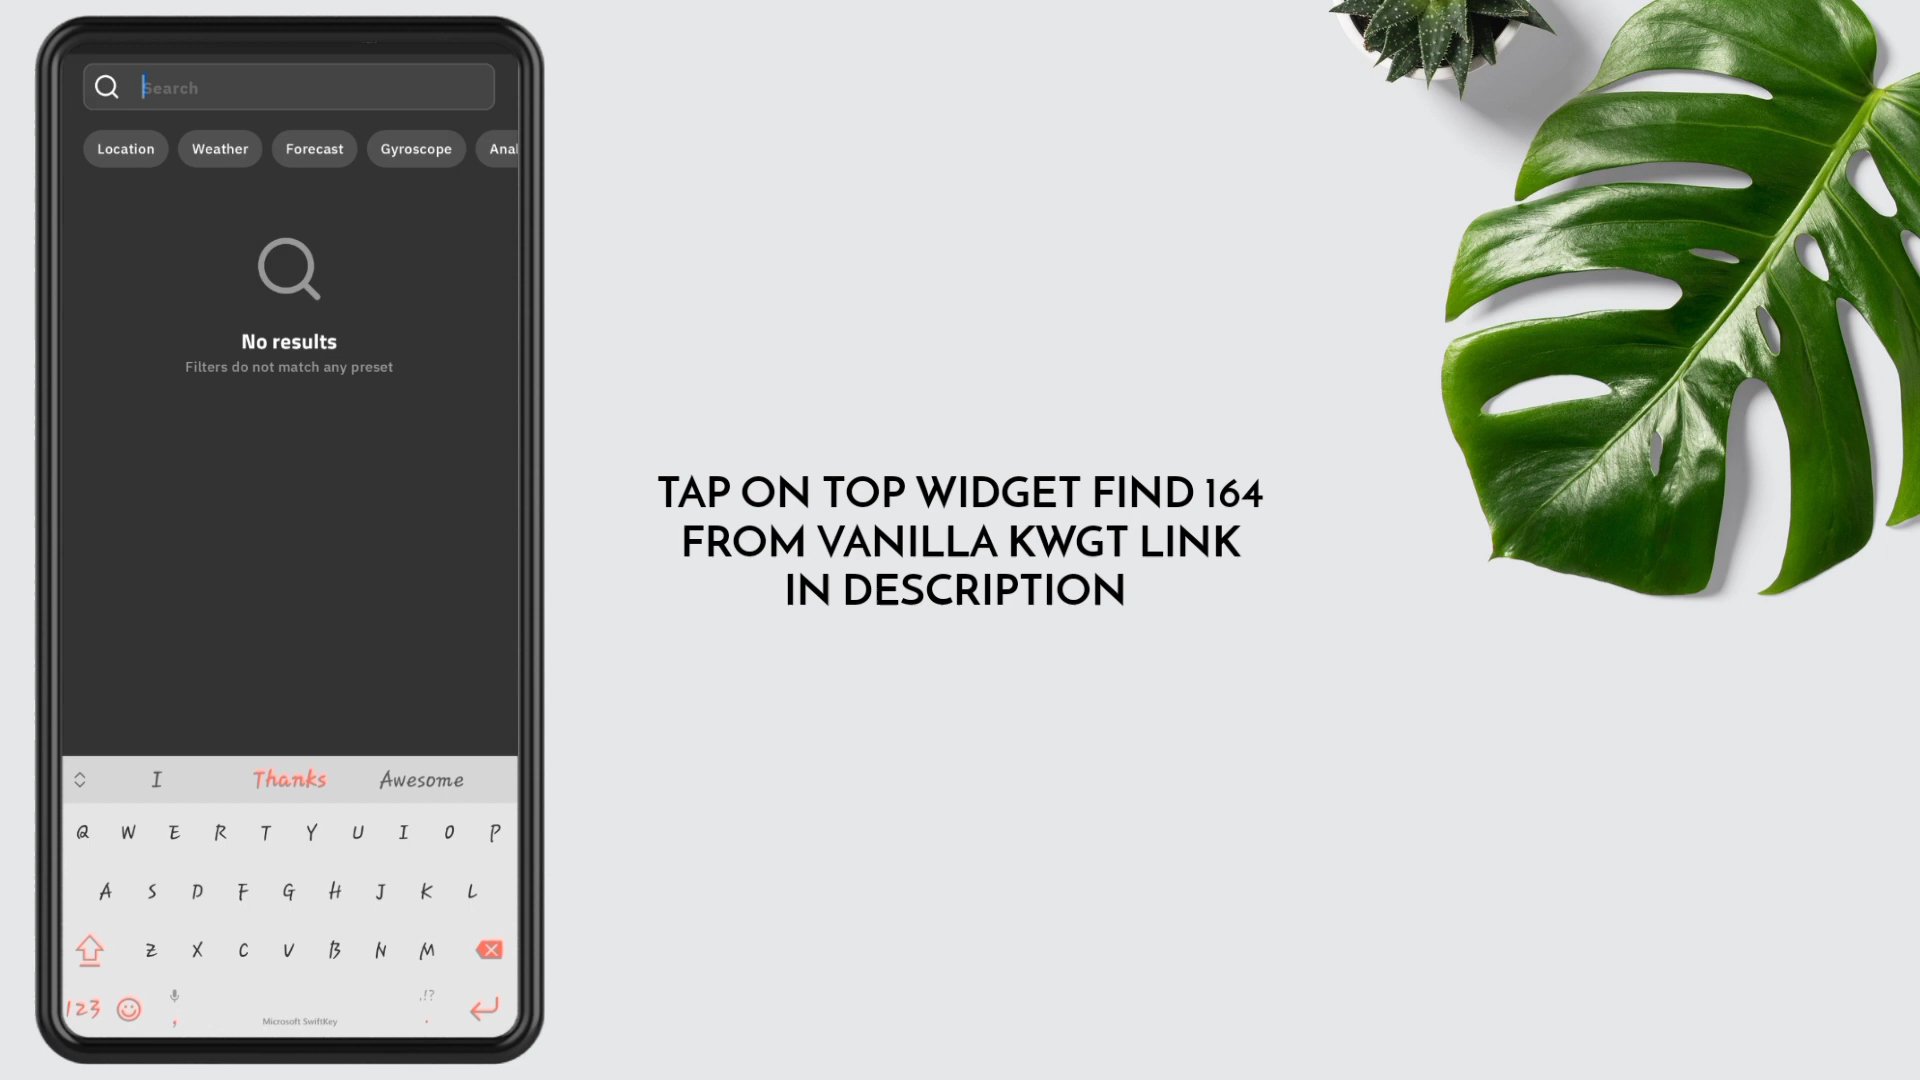 Search
Location Weather Forecast Gyroscope Anal
No results
Filters do not match any preset
TAP ON TOP WIDGET FIND 164
FROM VANILLA KWGT LINK
IN DESCRIPTION
I Thanks Awesome
Q W E R T Y U I O P
A S D F G H J K L
Z X C V B N M
,!?
123 , Microsoft SwiftKey .